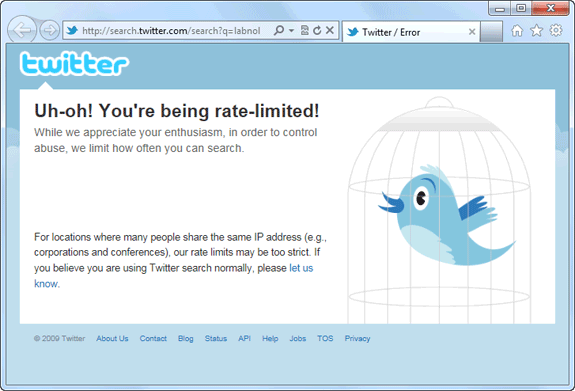 http://search.twitter.com/search?q=labnol
Twitter / Error
twitter
Uh-oh! You're being rate-limited!
While we appreciate your enthusiasm, in order to control
abuse, we limit how often you can search.
For locations where many people share the same IP address (e.g.,
corporations and conferences), our rate limits may be too strict. If
you believe you are using Twitter search normally, please let us
know.
© 2009 Twitter About Us Contact Blog Status API Help Jobs TOS Privacy